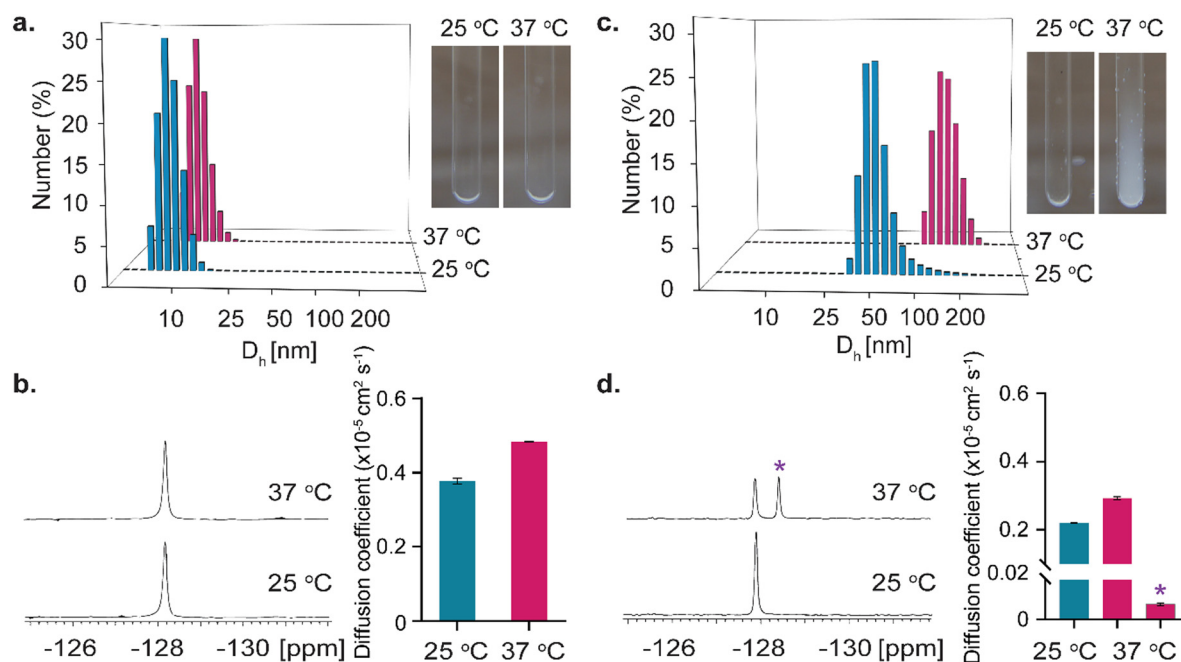 a.
25 °C 37 °C
30
25
20
15
10
5
0
Number (%)
37 °C
25 °C
10 25 50 100 200
Dh [nm]
c.
25 °C 37 °C
30
25
20
15
10
5
0
Number (%)
37 °C
25 °C
10 25 50 100 200
Dh [nm]
b.
37 °C
25 °C
-126 -128 -130 [ppm]
Diffusion coefficient (x10-5 cm2 s-1)
0.6
0.4
0.2
0
25 °C 37 °C
d.
*
37 °C
25 °C
-126 -128 -130 [ppm]
Diffusion coefficient (x10-5 cm2 s-1)
0.6
0.4
0.2
0.02
0
*
25 °C 37 °C